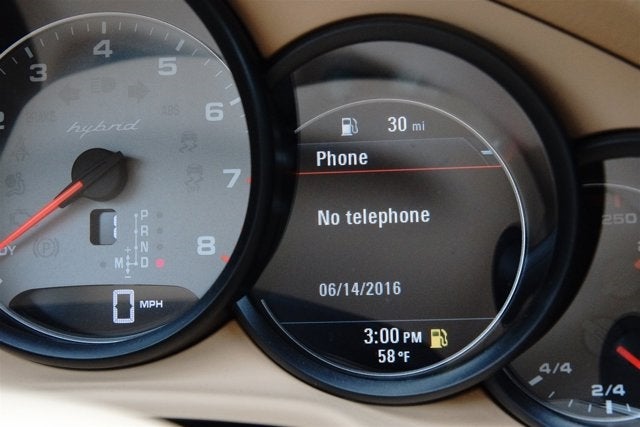 3 4 5 6 7 8
hybrid
ABS
P
R
N
M D
+
-
0 MPH
30 mi
Phone
No telephone
06/14/2016
3:00 PM
58 °F
250
4/4
2/4